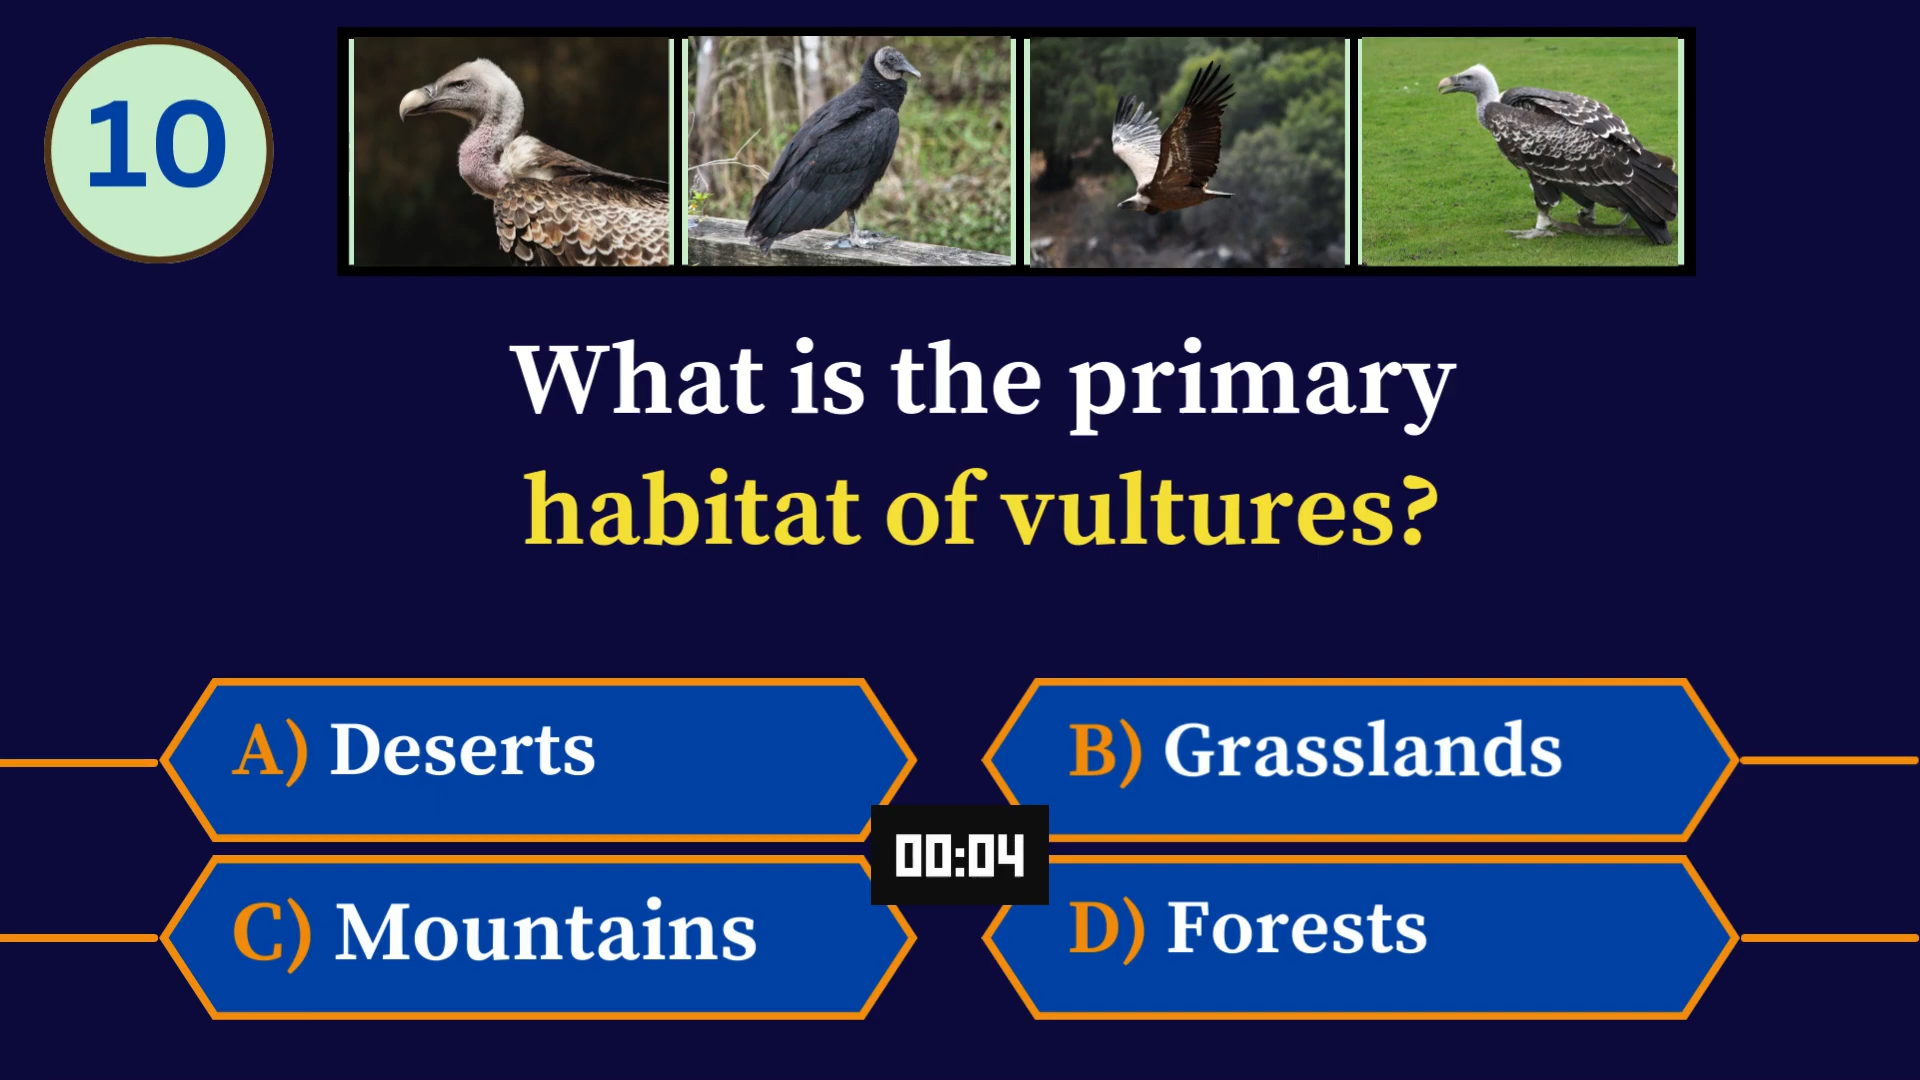 10
What is the primary
habitat of vultures?
A) Deserts
B) Grasslands
00:04
C) Mountains
D) Forests